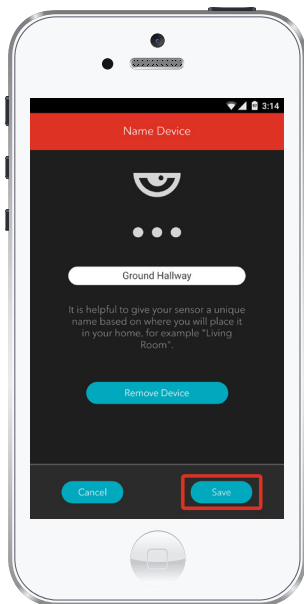 3:14
Name Device
Ground Hallway
It is helpful to give your sensor a unique
name based on where you will place it
in your home, for example "Living
Room".
Remove Device
Cancel Save